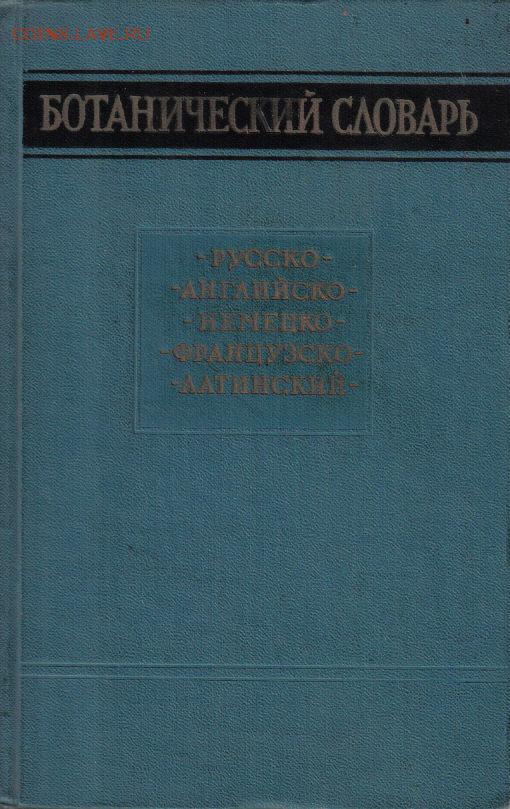 COINS.LAVE.RU
БОТАНИЧЕСКИЙ СЛОВАРЬ
-РУССКО-
-АНГЛИЙСКО-
-НЕМЕЦКО-
-ФРАНЦУЗСКО-
-ЛАТИНСКИЙ-